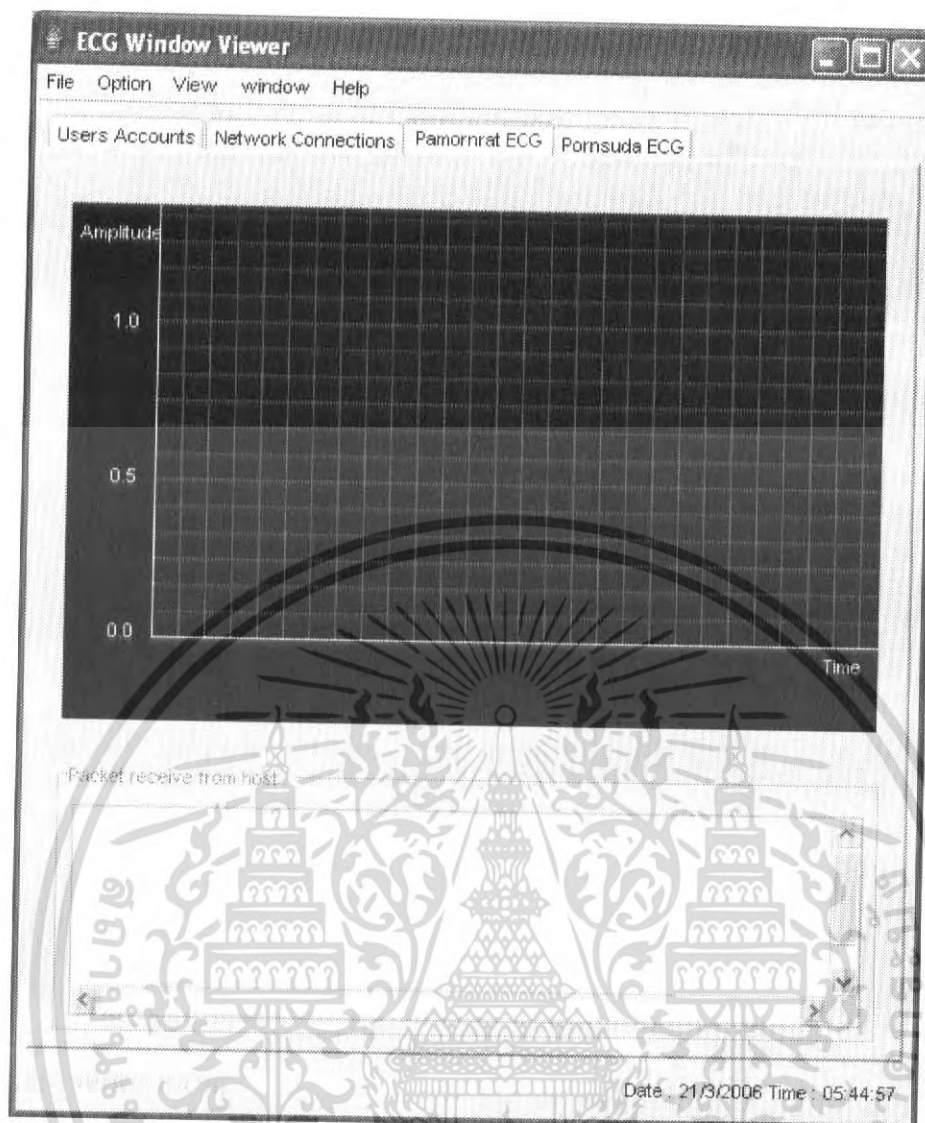 ECG Window Viewer
File Option View window Help
Users Accounts Network Connections Pamornrat ECG Pornsuda ECG
Amplitude
1.0
0.5
0.0
Time
Packet receive from host
Date : 21/3/2006 Time : 05:44:57